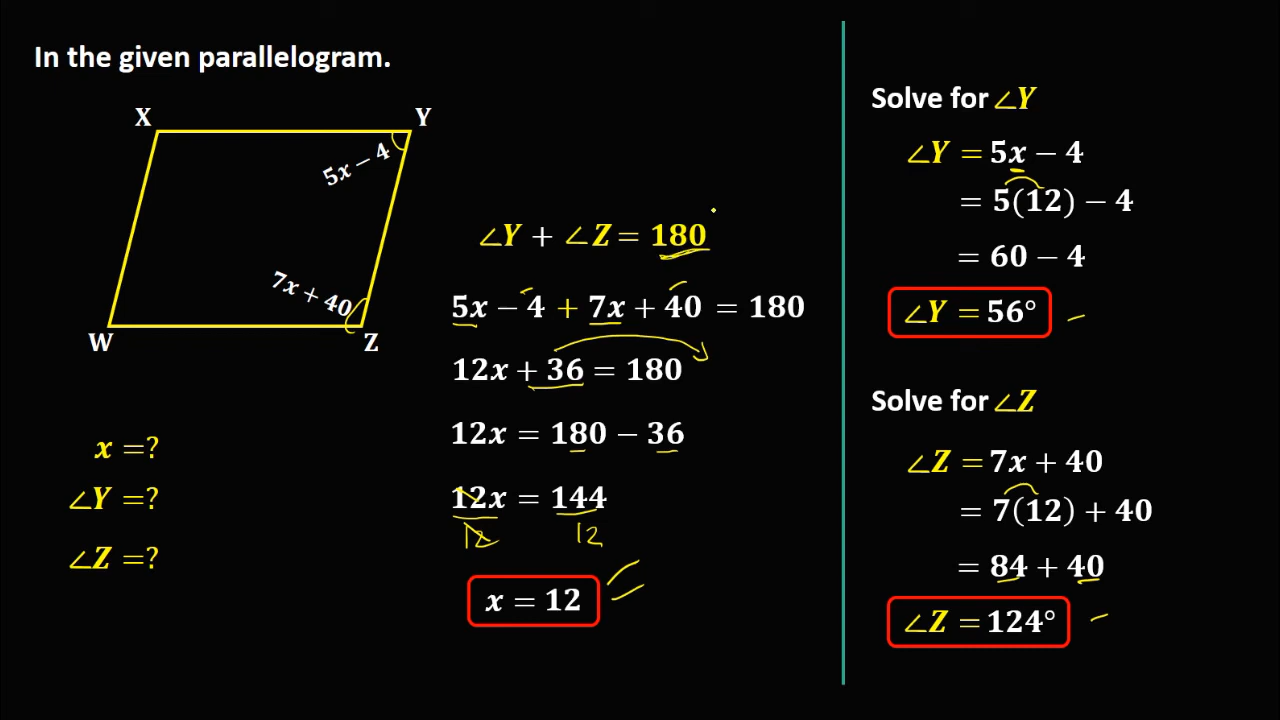 In the given parallelogram.
X
Y
5x − 4
7x + 40
W
Z
x =?
∠Y =?
∠Z =?
∠Y + ∠Z = 180
5x − 4 + 7x + 40 = 180
12x + 36 = 180
12x = 180 − 36
12x = 144
12 12
x = 12
Solve for ∠Y
∠Y = 5x − 4
= 5(12) − 4
= 60 − 4
∠Y = 56°
Solve for ∠Z
∠Z = 7x + 40
= 7(12) + 40
= 84 + 40
∠Z = 124°